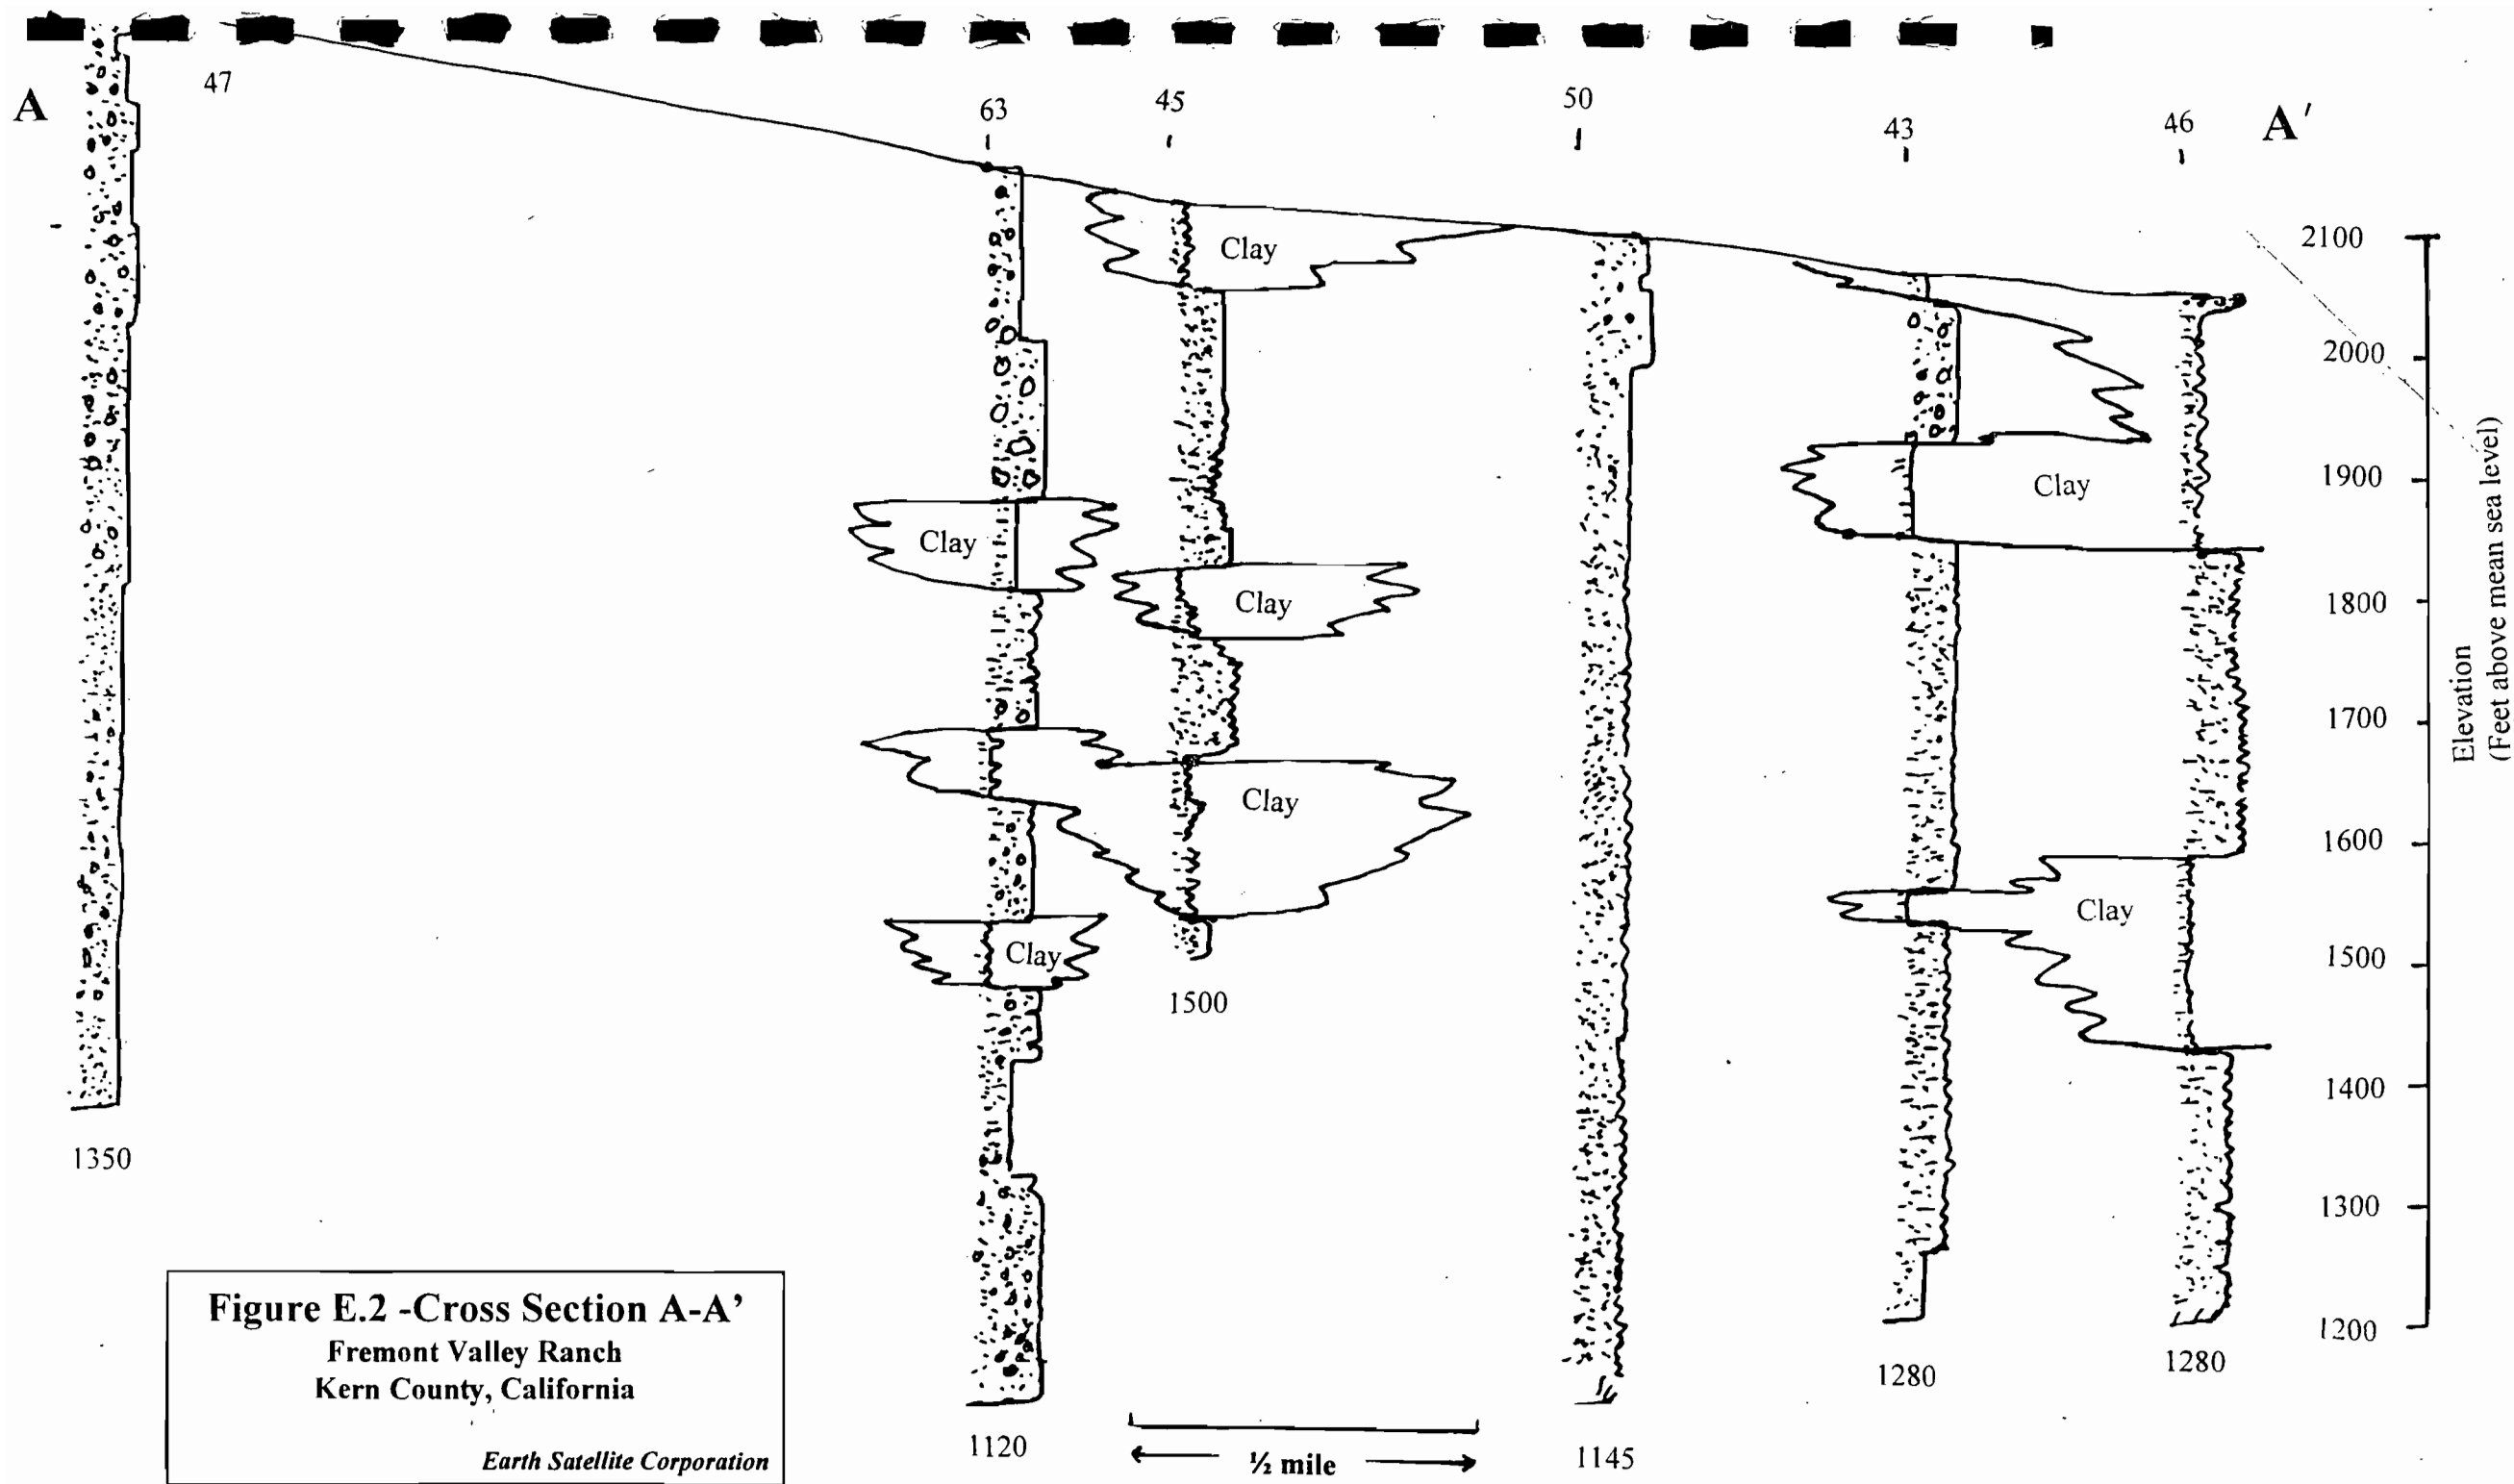 A
47
63
45
50
43
46
A'
Clay
Clay
Clay
Clay
Clay
Clay
Clay
2100
2000
1900
1800
1700
1600
1500
1400
1300
1200
Elevation
(Feet above mean sea level)
1350
1500
1120
1145
1280
1280
½ mile
Figure E.2 -Cross Section A-A’
Fremont Valley Ranch
Kern County, California
Earth Satellite Corporation